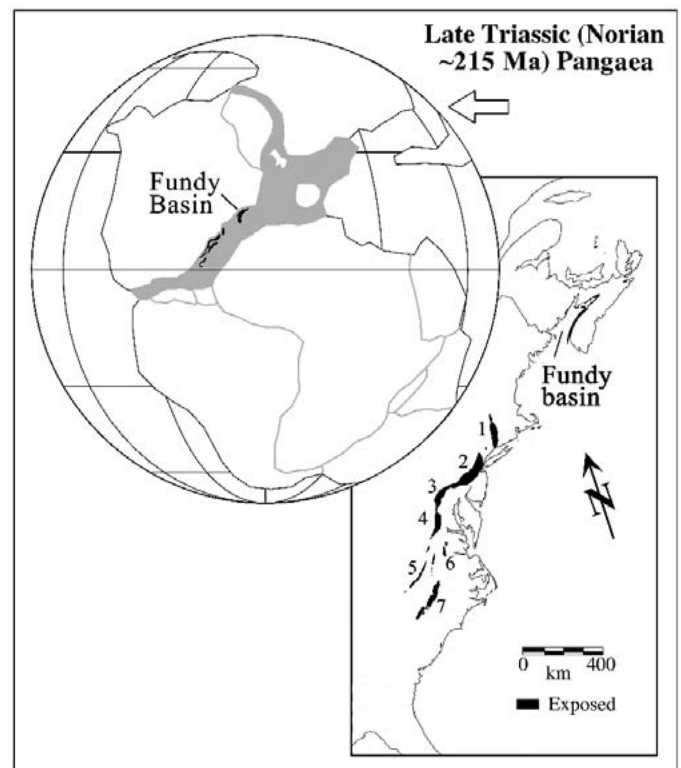 Late Triassic (Norian
~215 Ma) Pangaea
Fundy
Basin
Fundy
basin
1
2
3
4
5
6
7
N
0 400
km
Exposed